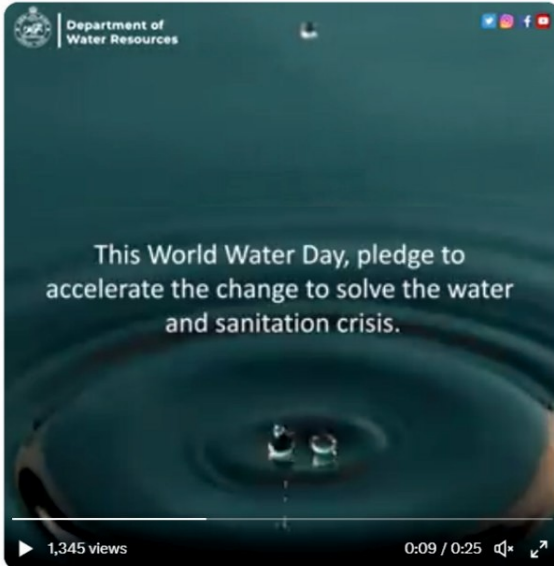 Department of
Water Resources
This World Water Day, pledge to
accelerate the change to solve the water
and sanitation crisis.
1,345 views
0:09 / 0:25